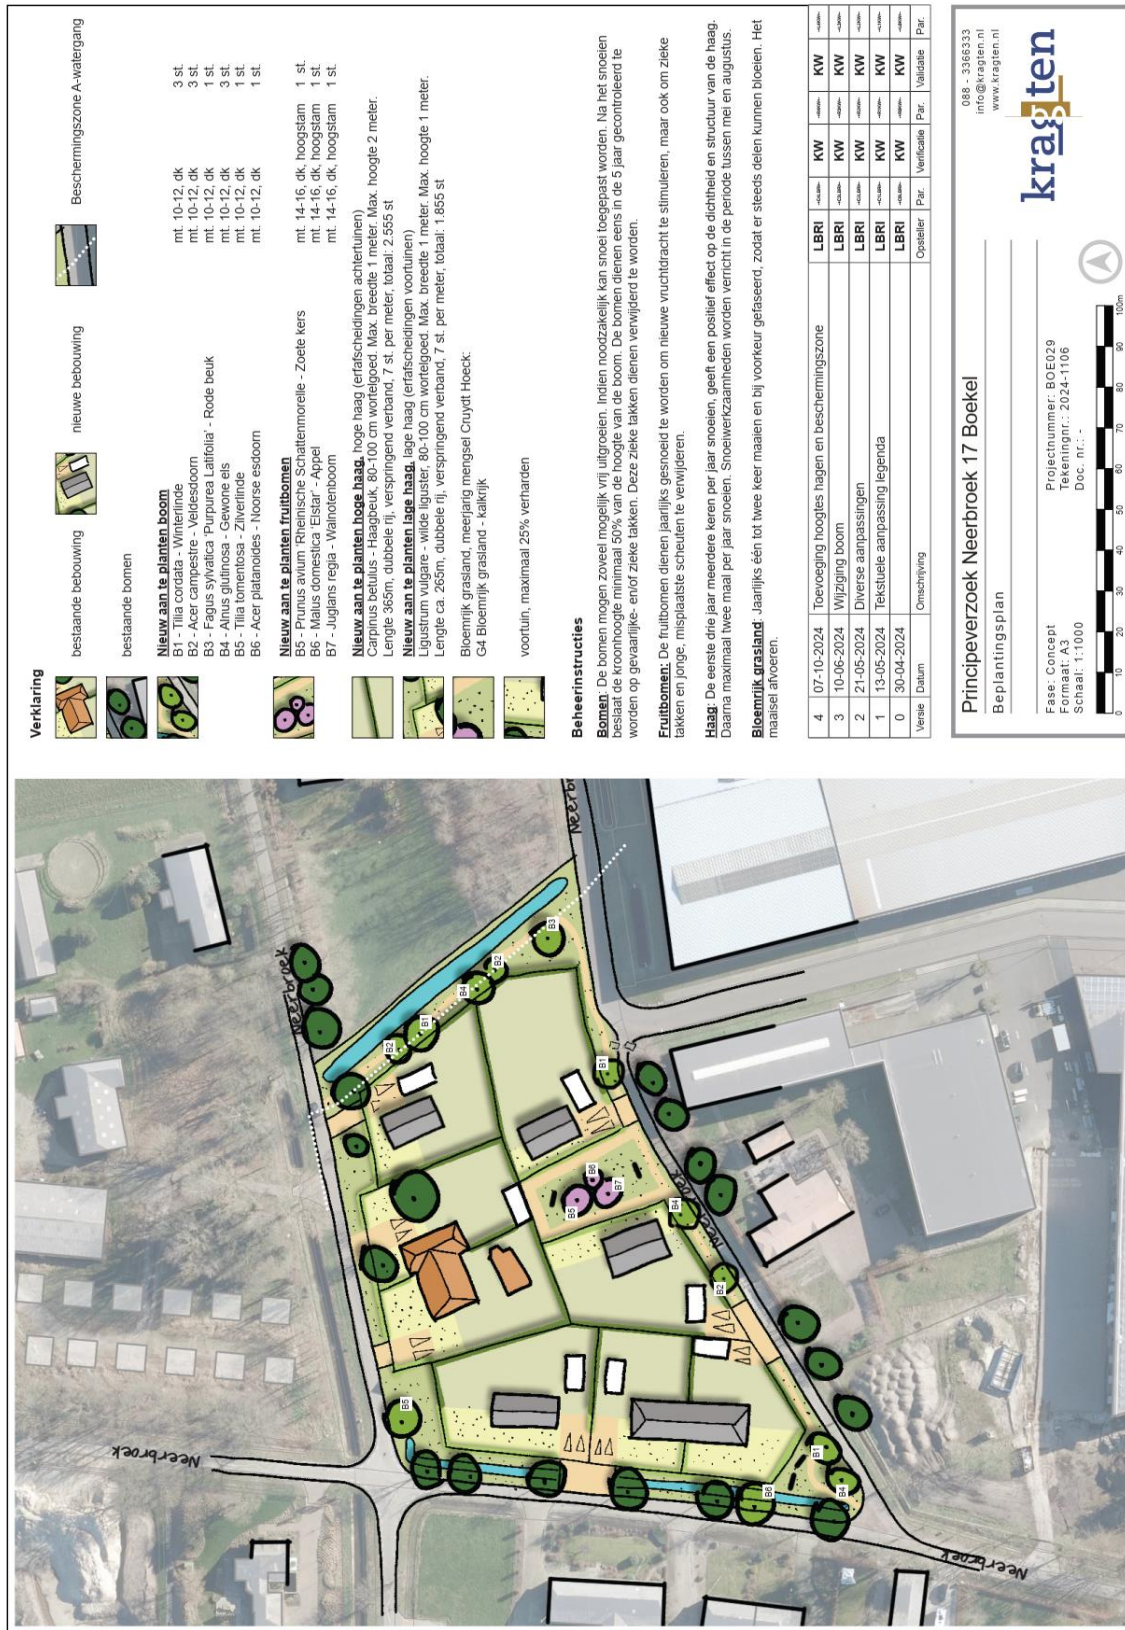 Verklaring
bestaande bebouwing
nieuwe bebouwing
Beschermingszone A-watergang
bestaande bomen
Nieuw aan te planten boom
B1 - Tilia cordata - Winterlinde mt. 10-12, dk 3 st.
B2 - Acer campestre - Veldesdoorn mt. 10-12, dk 3 st.
B3 - Fagus sylvatica 'Purpurea Latifolia' - Rode beuk mt. 10-12, dk 1 st.
B4 - Alnus glutinosa - Gewone els mt. 10-12, dk 3 st.
B5 - Tilia tomentosa - Zilverlinde mt. 10-12, dk 1 st.
B6 - Acer platanoides - Noorse esdoorn mt. 10-12, dk 1 st.
Nieuw aan te planten fruitbomen
B5 - Prunus avium 'Rheinische Schattenmorelle - Zoete kers mt. 14-16, dk, hoogstam 1 st.
B6 - Malus domestica 'Elstar' - Appel mt. 14-16, dk, hoogstam 1 st.
B7 - Juglans regia - Walnotenboom mt. 14-16, dk, hoogstam 1 st.
Nieuw aan te planten hoge haag, hoge haag (erfafscheidingen achtertuinen)
Carpinus betulus - Haagbeuk, 80-100 cm wortelgoed. Max. breedte 1 meter. Max. hoogte 2 meter.
Lengte 365m, dubbele rij, verspringend verband, 7 st. per meter, totaal: 2.555 st
Nieuw aan te planten lage haag, lage haag (erfafscheidingen voortuinen)
Ligustrum vulgare - wilde liguster, 80-100 cm wortelgoed. Max. breedte 1 meter. Max. hoogte 1 meter.
Lengte ca. 265m, dubbele rij, verspringend verband, 7 st. per meter, totaal: 1.855 st
Bloemrijk grasland, meerjarig mengsel Cruydt Hoeck:
G4 Bloemrijk grasland - kalkrijk
voortuin, maximaal 25% verharden
Beheerinstructies
Bomen: De bomen mogen zoveel mogelijk vrij uitgroeien. Indien noodzakelijk kan snoei toegepast worden. Na het snoeien
beslaat de kroonhoogte minimaal 50% van de hoogte van de boom. De bomen dienen eens in de 5 jaar gecontroleerd te
worden op gevaarlijke- en/of zieke takken. Deze zieke takken dienen verwijderd te worden.
Fruitbomen: De fruitbomen dienen jaarlijks gesnoeid te worden om nieuwe vruchtdracht te stimuleren, maar ook om zieke
takken en jonge, misplaatste scheuten te verwijderen.
Haag: De eerste drie jaar meerdere keren per jaar snoeien, geeft een positief effect op de dichtheid en structuur van de haag.
Daarna maximaal twee maal per jaar snoeien. Snoeiwerkzaamheden worden verricht in de periode tussen mei en augustus.
Bloemrijk grasland: Jaarlijks één tot twee keer maaien en bij voorkeur gefaseerd, zodat er steeds delen kunnen bloeien. Het
maaisel afvoeren.
4 07-10-2024 Toevoeging hoogtes hagen en beschermingszone LBRI KW KW
3 10-06-2024 Wijziging boom LBRI KW KW
2 21-05-2024 Diverse aanpassingen LBRI KW KW
1 13-05-2024 Tekstuele aanpassing legenda LBRI KW KW
0 30-04-2024 LBRI KW KW
Versie Datum Omschrijving Opsteller Par. Verificatie Par. Validatie Par.
Principeverzoek Neerbroek 17 Boekel
Beplantingsplan
Fase: Concept
Formaat: A3
Schaal: 1:1000
Projectnummer: BOE029
Tekeningnr.: 2024-1106
Doc. nr.: -
088 - 3366333
info@kragten.nl
www.kragten.nl
kragten
0 10 20 30 40 50 60 70 80 90 100m
Neerbroek
Neerbroek
Neerbroek
Neerbroek
Neerbr
B5
B2
B1
B4
B2
B3
B1
B5
B6
B7
B4
B2
B1
B4
B6